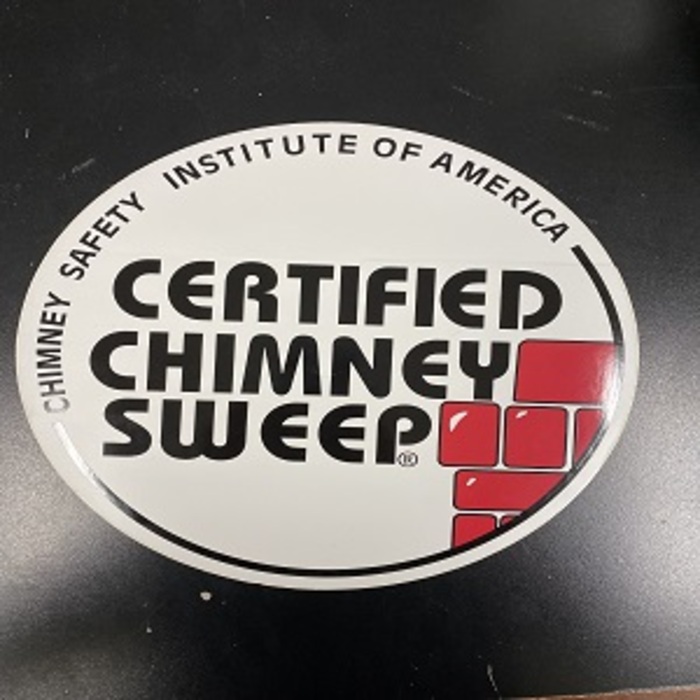 CHIMNEY SAFETY INSTITUTE OF AMERICA
CERTIFIED
CHIMNEY
SWEEP®